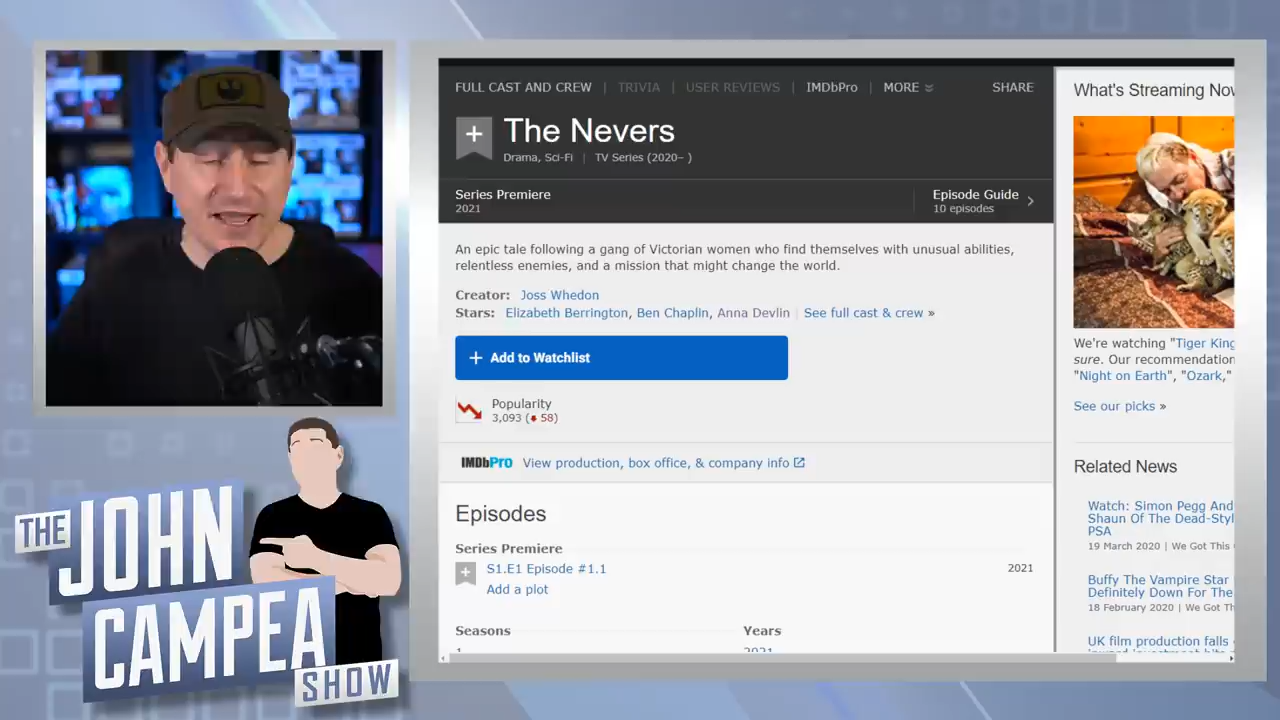 THE
JOHN
CAMPEA
SHOW
FULL CAST AND CREW | TRIVIA | USER REVIEWS | IMDbPro | MORE SHARE
+ The Nevers
Drama, Sci-Fi | TV Series (2020– )
Series Premiere
2021
Episode Guide
10 episodes
An epic tale following a gang of Victorian women who find themselves with unusual abilities,
relentless enemies, and a mission that might change the world.
Creator: Joss Whedon
Stars: Elizabeth Berrington, Ben Chaplin, Anna Devlin | See full cast & crew »
+ Add to Watchlist
Popularity
3,093 (58)
IMDbPro View production, box office, & company info
Episodes
Series Premiere
+ S1.E1 Episode #1.1 2021
Add a plot
Seasons Years
1 2021
What's Streaming Now
We're watching "Tiger King
sure. Our recommendation
"Night on Earth", "Ozark,"
See our picks »
Related News
Watch: Simon Pegg And
Shaun Of The Dead-Styl
PSA
19 March 2020 | We Got This
Buffy The Vampire Star
Definitely Down For The
18 February 2020 | We Got Th
UK film production falls